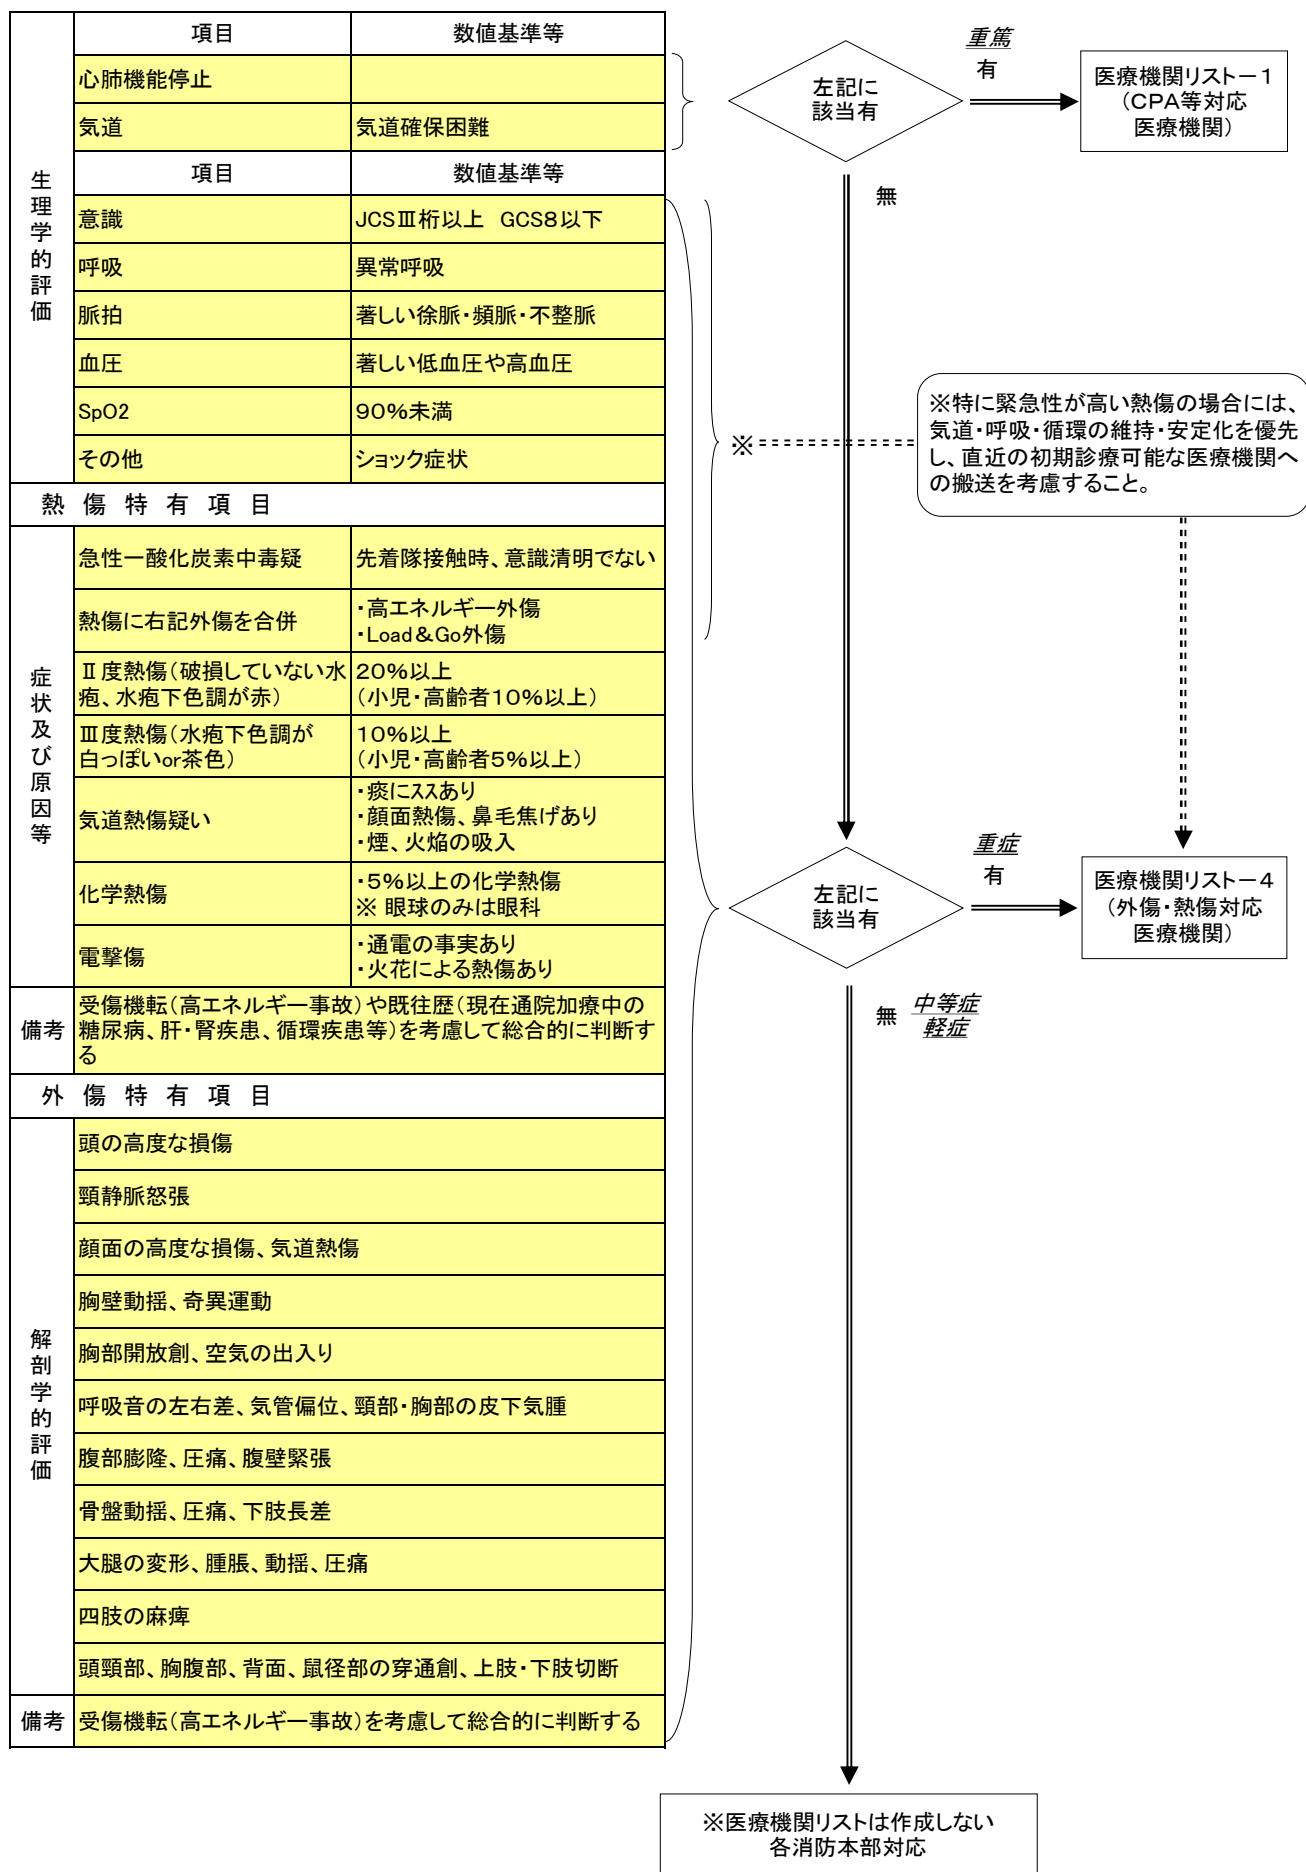 項目 数値基準等
心肺機能停止
気道 気道確保困難
項目 数値基準等
生理学的評価
意識 JCSⅢ桁以上 GCS8以下
呼吸 異常呼吸
脈拍 著しい徐脈・頻脈・不整脈
血圧 著しい低血圧や高血圧
SpO2 90%未満
その他 ショック症状
熱傷特有項目
症状及び原因等
急性一酸化炭素中毒疑 先着隊接触時、意識清明でない
熱傷に右記外傷を合併
・高エネルギー外傷
・Load&Go外傷
Ⅱ度熱傷(破損していない水
疱、水疱下色調が赤)
20%以上
(小児・高齢者10%以上)
Ⅲ度熱傷(水疱下色調が
白っぽいor茶色)
10%以上
(小児・高齢者5%以上)
気道熱傷疑い
・痰にススあり
・顔面熱傷、鼻毛焦げあり
・煙、火焔の吸入
化学熱傷
・5%以上の化学熱傷
※ 眼球のみは眼科
電撃傷
・通電の事実あり
・火花による熱傷あり
備考
受傷機転(高エネルギー事故)や既往歴(現在通院加療中の
糖尿病、肝・腎疾患、循環疾患等)を考慮して総合的に判断す
る
外傷特有項目
解剖学的評価
頭の高度な損傷
頸静脈怒張
顔面の高度な損傷、気道熱傷
胸壁動揺、奇異運動
胸部開放創、空気の出入り
呼吸音の左右差、気管偏位、頸部・胸部の皮下気腫
腹部膨隆、圧痛、腹壁緊張
骨盤動揺、圧痛、下肢長差
大腿の変形、腫脹、動揺、圧痛
四肢の麻痺
頭頸部、胸腹部、背面、鼠径部の穿通創、上肢・下肢切断
備考 受傷機転(高エネルギー事故)を考慮して総合的に判断する
左記に
該当有
重篤
有
医療機関リスト-1
(CPA等対応
医療機関)
無
※
※特に緊急性が高い熱傷の場合には、
気道・呼吸・循環の維持・安定化を優先
し、直近の初期診療可能な医療機関へ
の搬送を考慮すること。
左記に
該当有
重症
有
医療機関リスト-4
(外傷・熱傷対応
医療機関)
無 中等症
軽症
※医療機関リストは作成しない
各消防本部対応